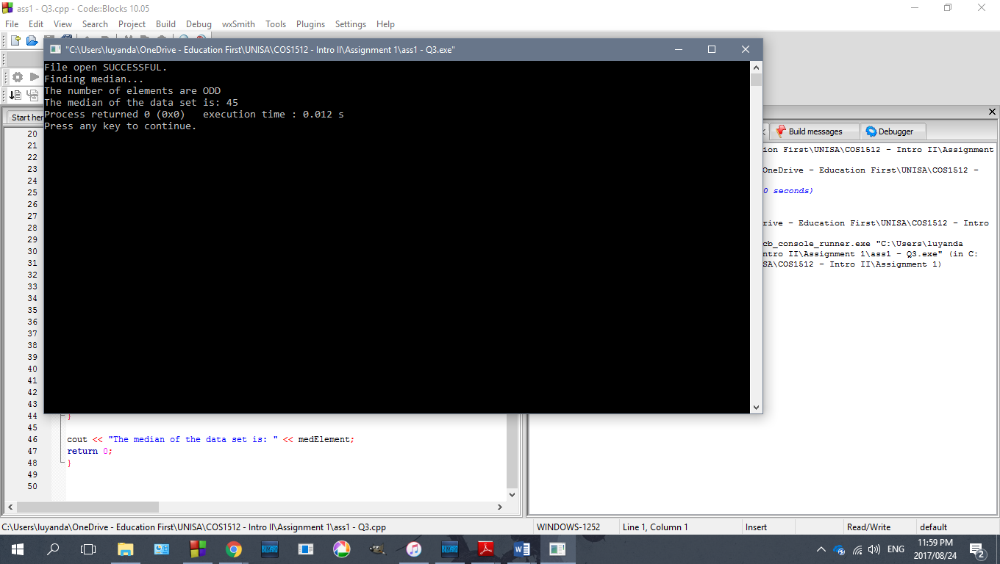 ass1 - Q3.cpp - Code::Blocks 10.05
File Edit View Search Project Build Debug wxSmith Tools Plugins Settings Help
"C:\Users\luyanda\OneDrive - Education First\UNISA\COS1512 - Intro II\Assignment 1\ass1 - Q3.exe"
File open SUCCESSFUL.
Finding median...
The number of elements are ODD
The median of the data set is: 45
Process returned 0 (0x0)   execution time : 0.012 s
Press any key to continue.
Start her
Build messages
Debugger
ion First\UNISA\COS1512 - Intro II\Assignment
OneDrive - Education First\UNISA\COS1512 -
0 seconds)
rive - Education First\UNISA\COS1512 - Intro
cb_console_runner.exe "C:\Users\luyanda
ntro II\Assignment 1\ass1 - Q3.exe" (in C:
SA\COS1512 - Intro II\Assignment 1)
20
21
22
23
24
25
26
27
28
29
30
31
32
33
34
35
36
37
38
39
40
41
42
43
44 }
45
46 cout << "The median of the data set is: " << medElement;
47 return 0;
48 }
49
50
C:\Users\luyanda\OneDrive - Education First\UNISA\COS1512 - Intro II\Assignment 1\ass1 - Q3.cpp WINDOWS-1252 Line 1, Column 1 Insert Read/Write default
ENG
11:59 PM
2017/08/24
2